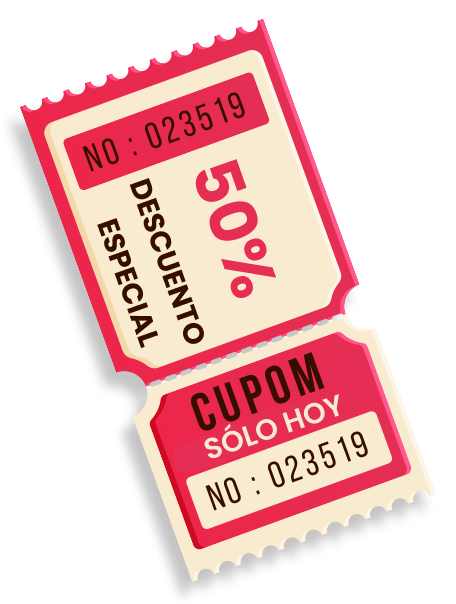 NO : 023519
50%
DESCUENTO
ESPECIAL
CUPOM
SÓLO HOY
NO : 023519